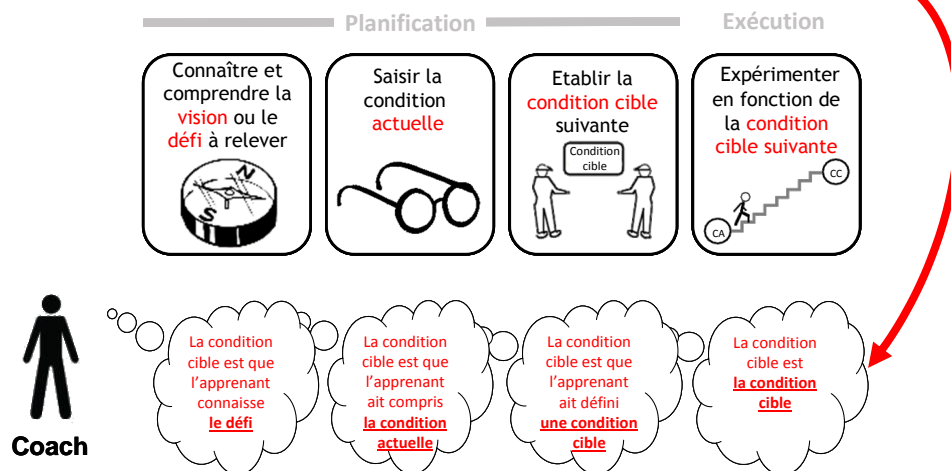 Planification
Exécution
Connaître et
comprendre la
vision ou le
défi à relever
N
S
Saisir la
condition
actuelle
Etablir la
condition cible
suivante
Condition
cible
Expérimenter
en fonction de
la condition
cible suivante
CC
CA
La condition
cible est que
l'apprenant
connaisse
le défi
La condition
cible est que
l'apprenant
ait compris
la condition
actuelle
La condition
cible est que
l'apprenant
ait défini
une condition
cible
La condition
cible est
la condition
cible
Coach